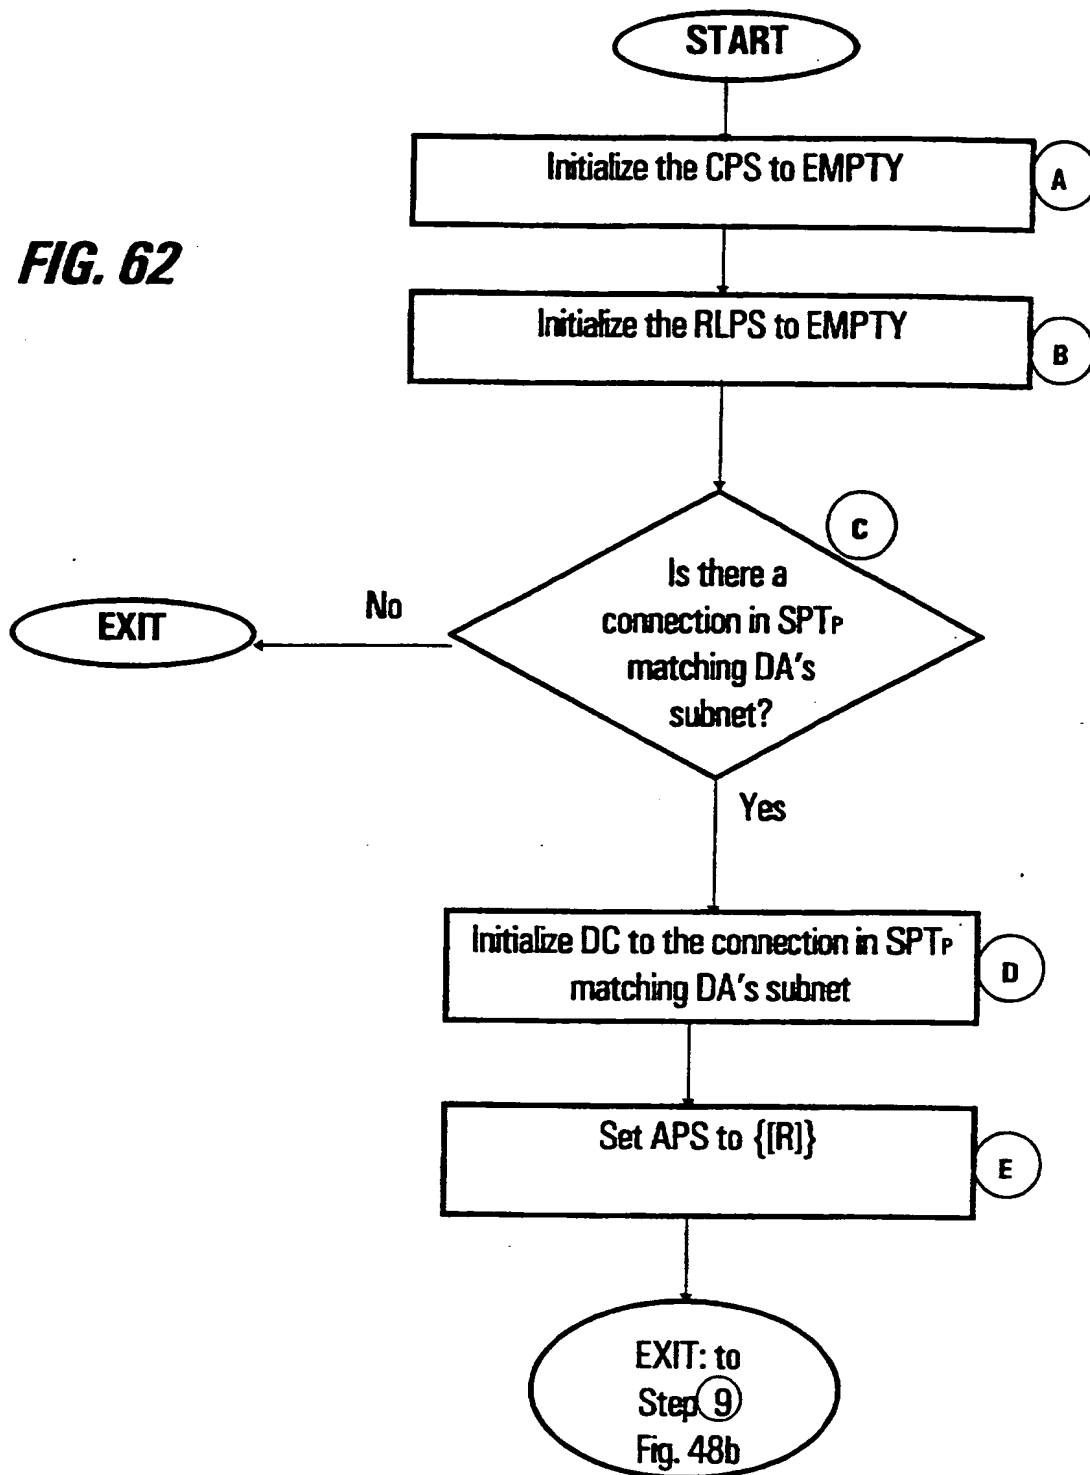 START
Initialize the CPS to EMPTY
A
FIG. 62
Initialize the RLPS to EMPTY
B
C
Is there a
connection in SPTP
matching DA's
subnet?
No
EXIT
Yes
Initialize DC to the connection in SPTP
matching DA's subnet
D
Set APS to {[R]}
E
EXIT: to
Step 9
Fig. 48b